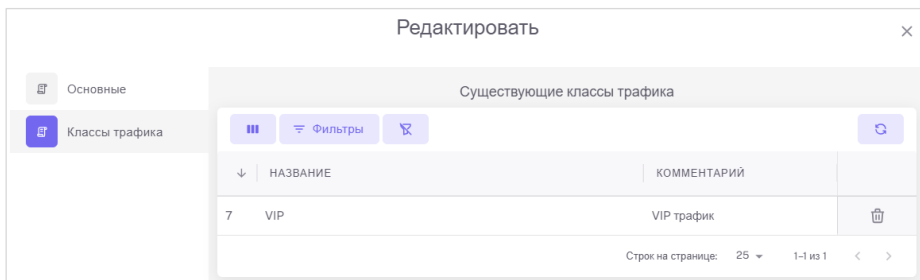 Редактировать
Основные
Существующие классы трафика
Классы трафика
Фильтры
НАЗВАНИЕ КОММЕНТАРИЙ
7 VIP VIP трафик
Строк на странице: 25 1–1 из 1